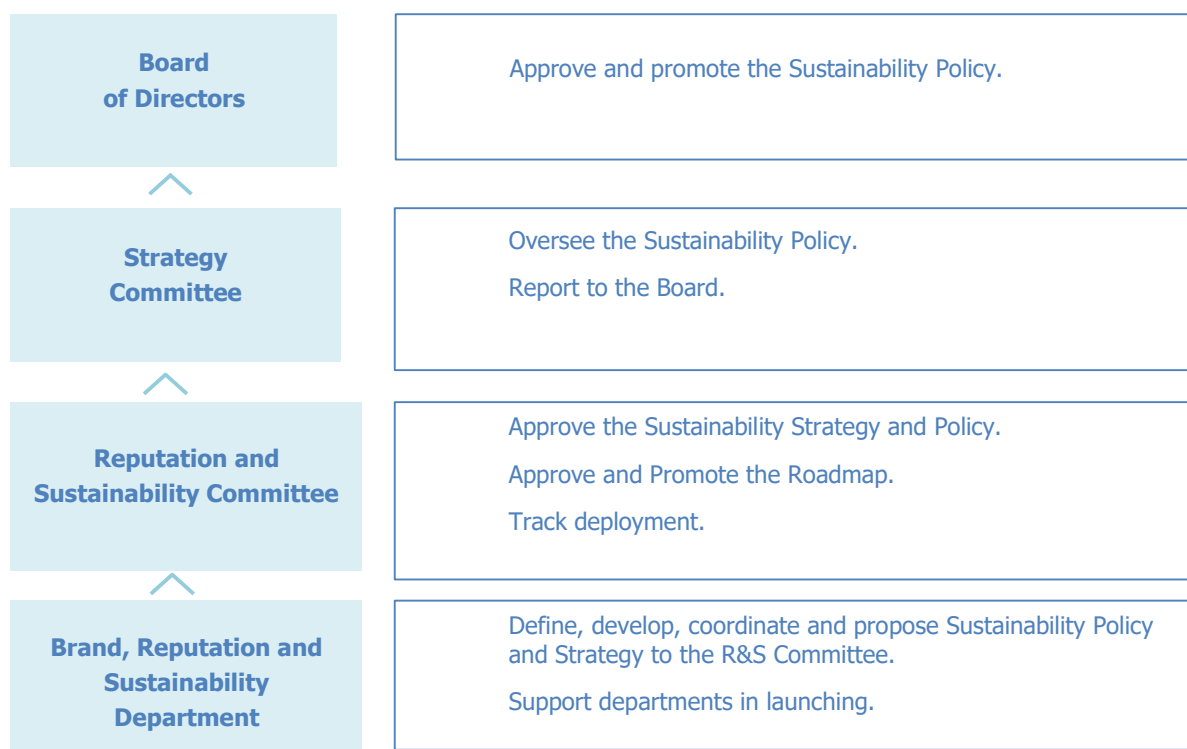 Board
of Directors
Approve and promote the Sustainability Policy.
Strategy
Committee
Oversee the Sustainability Policy.
Report to the Board.
Reputation and
Sustainability Committee
Approve the Sustainability Strategy and Policy.
Approve and Promote the Roadmap.
Track deployment.
Brand, Reputation and
Sustainability
Department
Define, develop, coordinate and propose Sustainability Policy
and Strategy to the R&S Committee.
Support departments in launching.